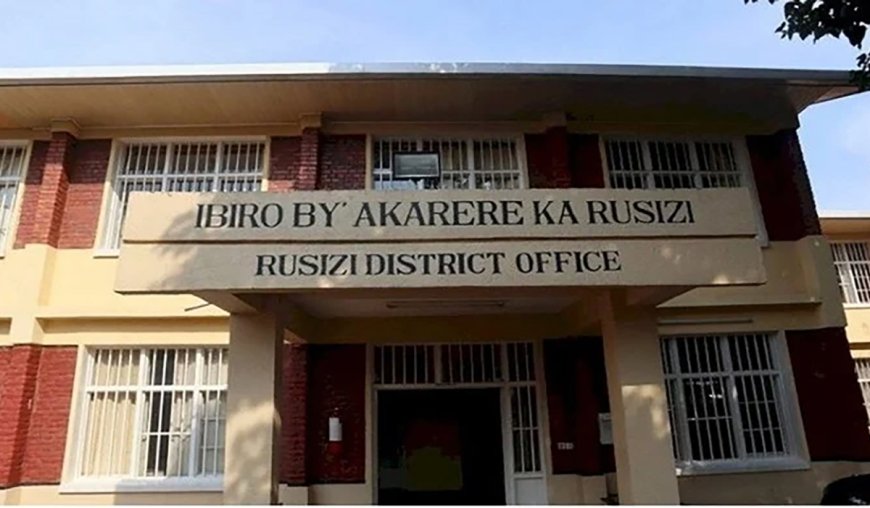 IBIRO BY' AKARERE KA RUSIZI
RUSIZI DISTRICT OFFICE